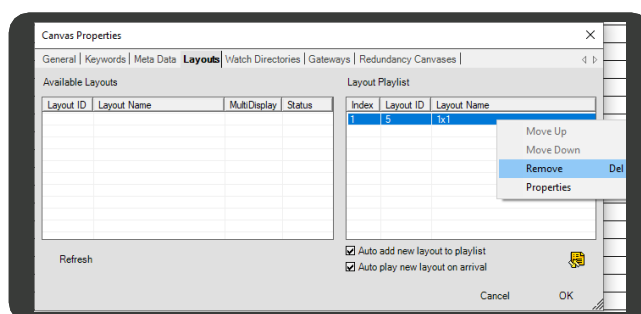 Canvas Properties
General | Keywords | Meta Data | Layouts | Watch Directories | Gateways | Redundancy Canvases |
Available Layouts Layout Playlist
Layout ID Layout Name MultiDisplay Status Index Layout ID Layout Name
1 5 1x1
Move Up
Move Down
Remove Del
Properties
Auto add new layout to playlist
Refresh
Auto play new layout on arrival
Cancel OK